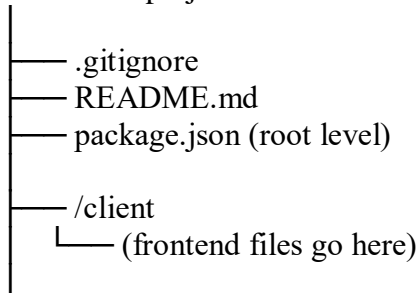 ├── .gitignore
├── README.md
├── package.json (root level)
│
├── /client
│   └── (frontend files go here)
│